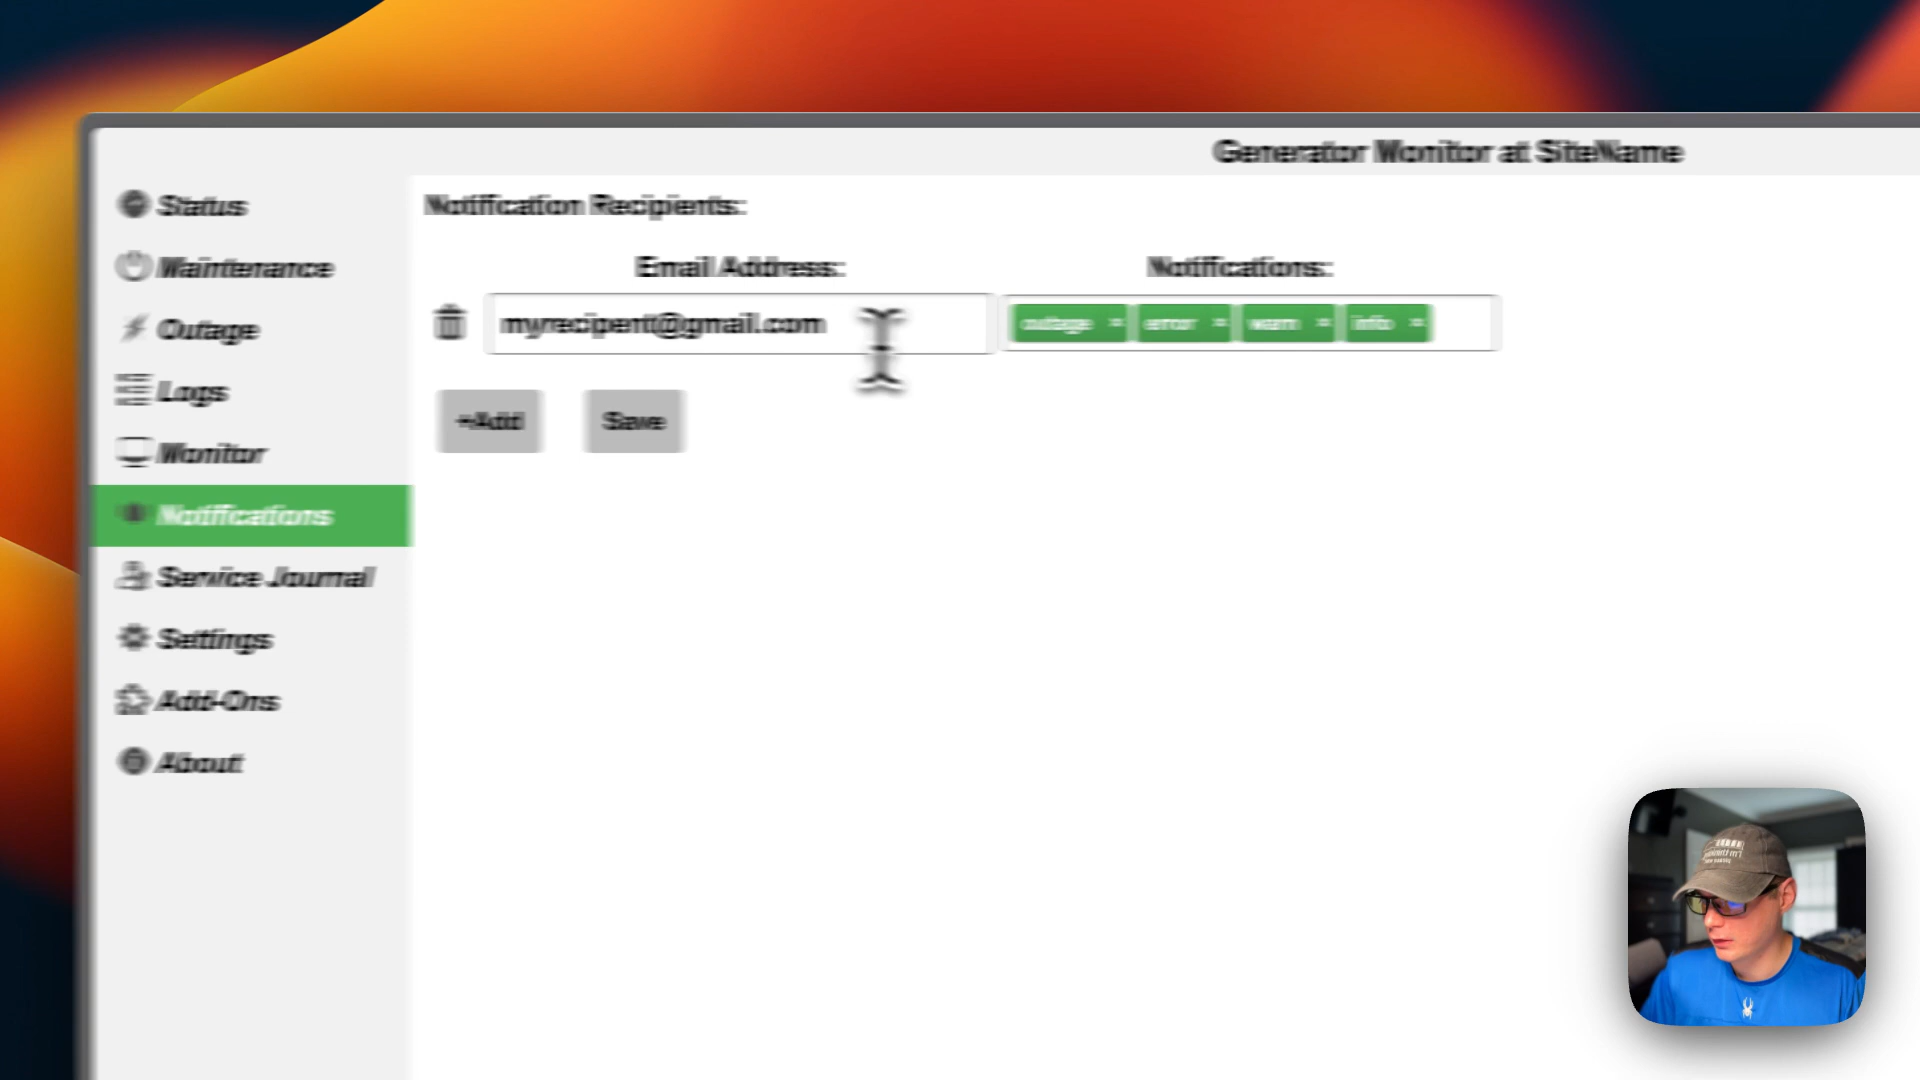 Generator Monitor at SiteName
Status
Maintenance
Outage
Logs
Monitor
Notifications
Service Journal
Settings
Add-Ons
About
Notification Recipients:
Email Address: Notifications:
myrecipent@gmail.com outage × error × warn × info ×
+Add Save